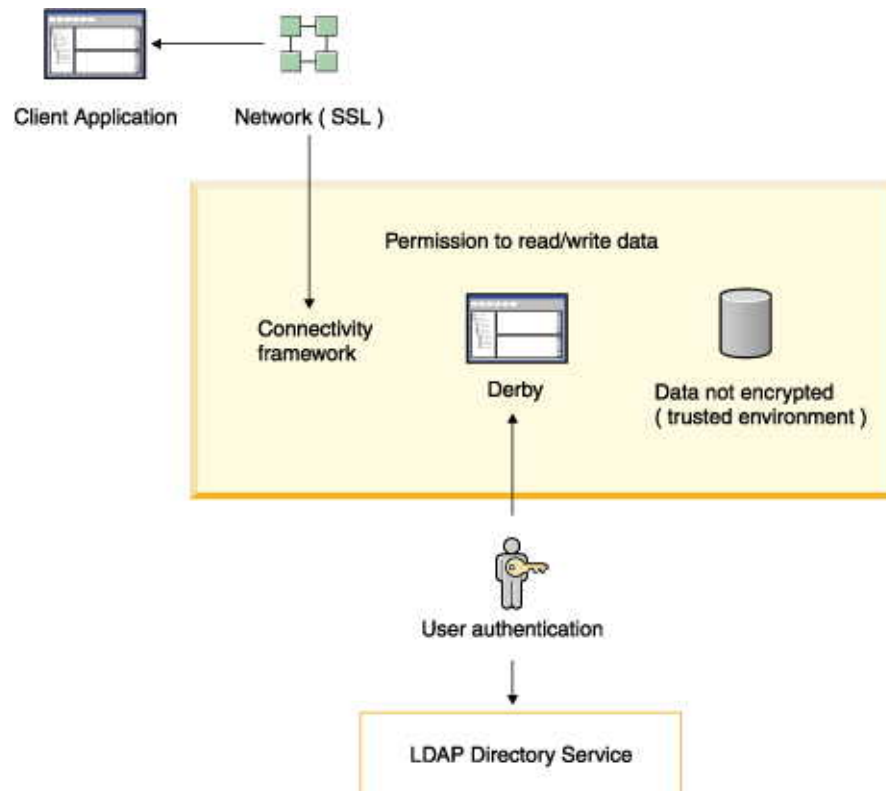 Client Application
Network ( SSL )
Permission to read/write data
Connectivity
framework
Derby
Data not encrypted
( trusted environment )
User authentication
LDAP Directory Service